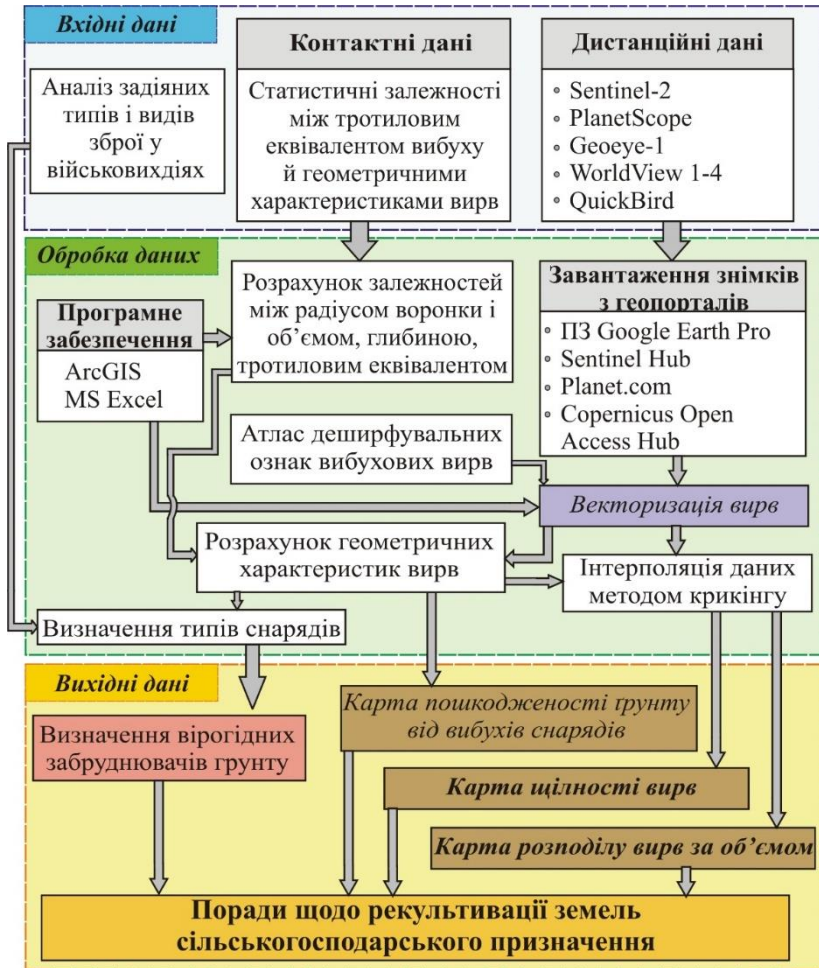 Вхідні дані
Аналіз задіяних
типів і видів
зброї у
військовихдіях
Контактні дані
Статистичні залежності
між тротиловим
еквівалентом вибуху
й геометричними
характеристиками вирв
Дистанційні дані
• Sentinel-2
• PlanetScope
• Geoeye-1
• WorldView 1-4
• QuickBird
Обробка даних
Програмне
забезпечення
ArcGIS
MS Excel
Розрахунок залежностей
між радіусом воронки і
об’ємом, глибиною,
тротиловим еквівалентом
Завантаження знімків
з геопорталів
• ПЗ Google Earth Pro
• Sentinel Hub
• Planet.com
• Copernicus Open
Access Hub
Атлас деширфувальних
ознак вибухових вирв
Векторизація вирв
Розрахунок геометричних
характеристик вирв
Інтерполяція даних
методом крикінгу
Визначення типів снарядів
Вихідні дані
Визначення вірогідних
забруднювачів грунту
Карта пошкодженості ґрунту
від вибухів снарядів
Карта щілності вирв
Карта розподілу вирв за об’ємом
Поради щодо рекультивації земель
сільськогосподарського призначення